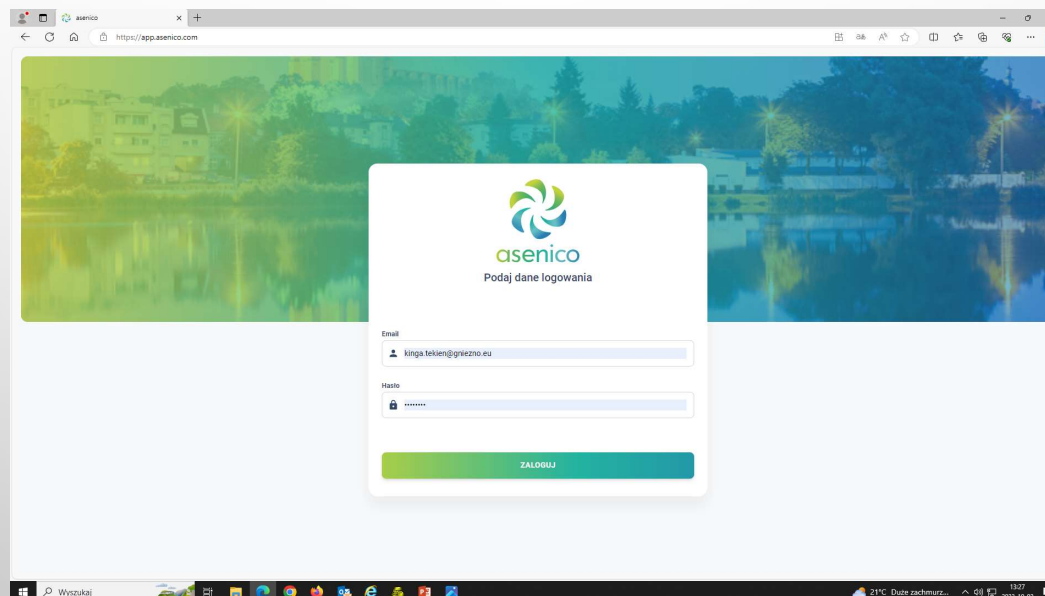 asenico
https://app.asenico.com
asenico
Podaj dane logowania
Email
kinga.tekien@gniezno.eu
Hasło
••••••••
ZALOGUJ
Wyszukaj
21°C Duże zachmurz...
13:27